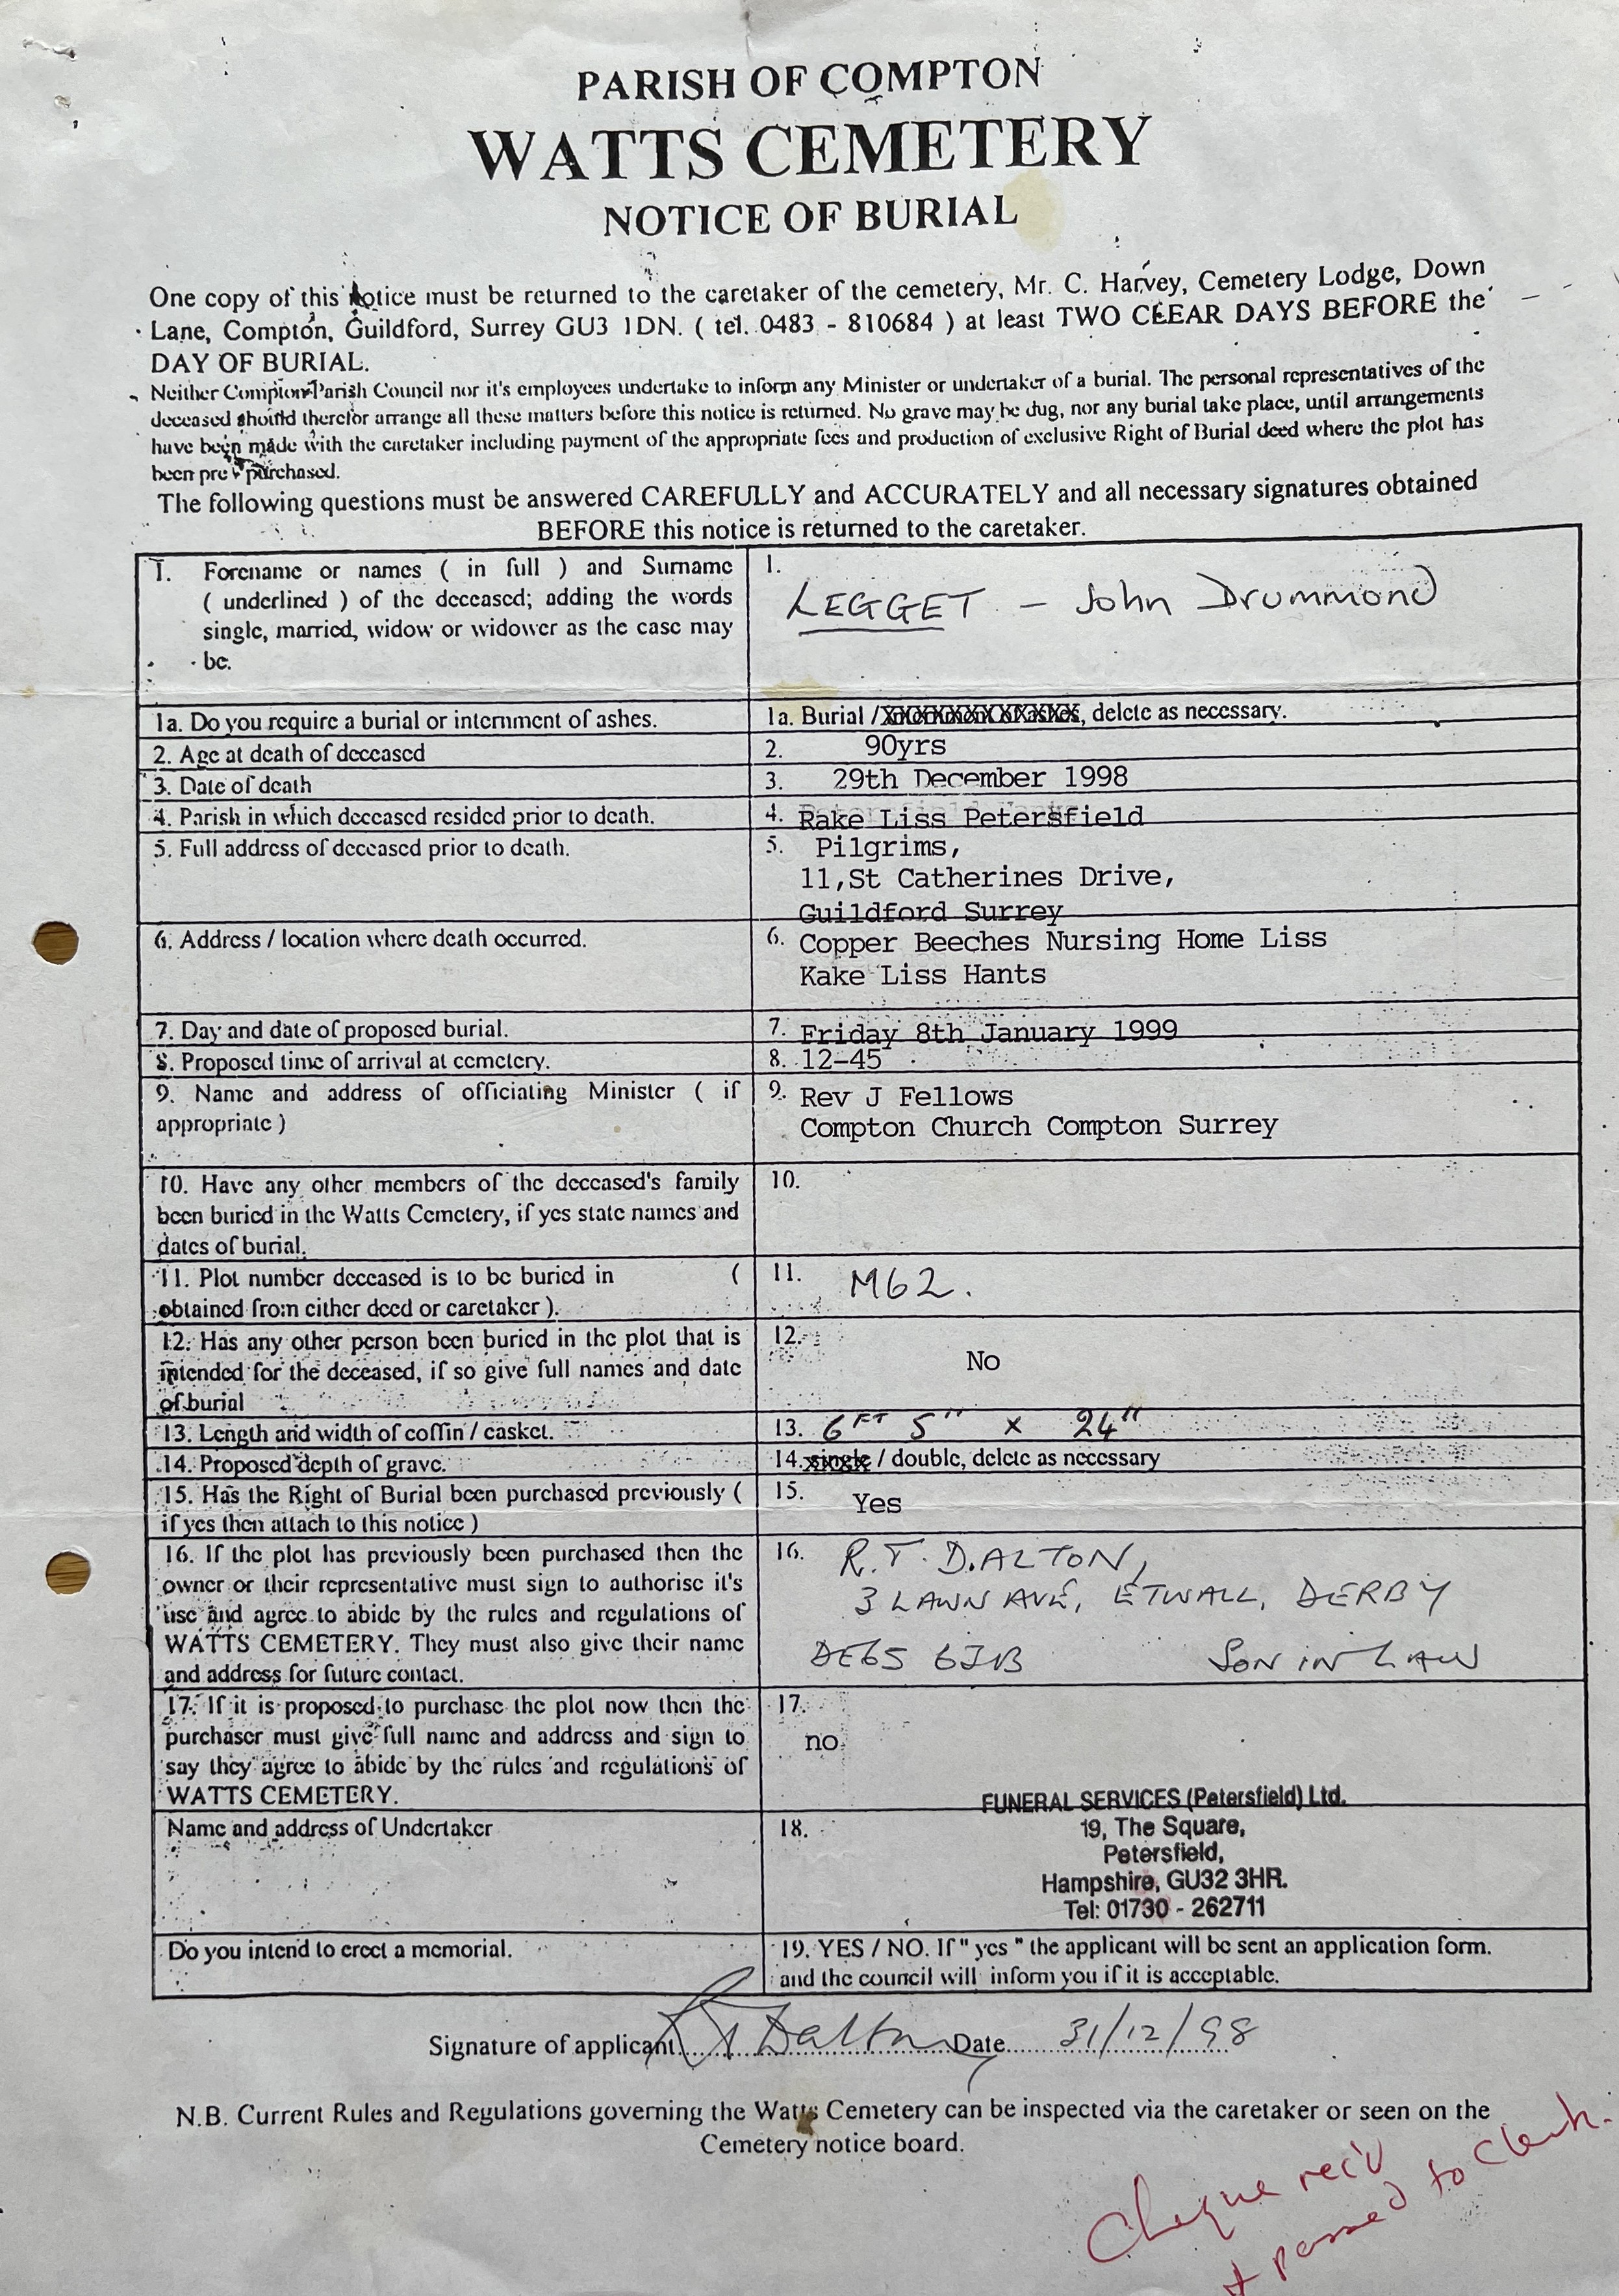 PARISH OF COMPTON
WATTS CEMETERY
NOTICE OF BURIAL
One copy of this notice must be returned to the caretaker of the cemetery, Mr. C. Harvey, Cemetery Lodge, Down
Lane, Compton, Guildford, Surrey GU3 1DN. ( tel. 0483 - 810684 ) at least TWO CLEAR DAYS BEFORE the
DAY OF BURIAL.
Neither Compton Parish Council nor it's employees undertake to inform any Minister or undertaker of a burial. The personal representatives of the
deceased should therefor arrange all these matters before this notice is returned. No grave may be dug, nor any burial take place, until arrangements
have been made with the caretaker including payment of the appropriate fees and production of exclusive Right of Burial deed where the plot has
been pre - purchased.
The following questions must be answered CAREFULLY and ACCURATELY and all necessary signatures obtained
BEFORE this notice is returned to the caretaker.
1. Forename or names ( in full ) and Surname
( underlined ) of the deceased; adding the words
single, married, widow or widower as the case may
be.
1.
LEGGET - John Drummond
1a. Do you require a burial or internment of ashes.
1a. Burial / internment of ashes, delete as necessary.
2. Age at death of deceased
2. 90yrs
3. Date of death
3. 29th December 1998
4. Parish in which deceased resided prior to death.
4. Rake Liss Petersfield
5. Full address of deceased prior to death.
5. Pilgrims,
11,St Catherines Drive,
Guildford Surrey
6. Address / location where death occurred.
6. Copper Beeches Nursing Home Liss
Kake Liss Hants
7. Day and date of proposed burial.
7. Friday 8th January 1999
8. Proposed time of arrival at cemetery.
8. 12-45
9. Name and address of officiating Minister ( if
appropriate )
9. Rev J Fellows
Compton Church Compton Surrey
10. Have any other members of the deceased's family
been buried in the Watts Cemetery, if yes state names and
dates of burial.
10.
11. Plot number deceased is to be buried in (
obtained from either deed or caretaker ).
11. M62.
12. Has any other person been buried in the plot that is
intended for the deceased, if so give full names and date
of burial
12.
No
13. Length and width of coffin / casket.
13. 6FT 5" x 24"
14. Proposed depth of grave.
14. single / double, delete as necessary
15. Has the Right of Burial been purchased previously (
if yes then attach to this notice )
15. Yes
16. If the plot has previously been purchased then the
owner or their representative must sign to authorise it's
use and agree to abide by the rules and regulations of
WATTS CEMETERY. They must also give their name
and address for future contact.
16. R.T. DALTON,
3 LAWN AVE, ETWALL, DERBY
DE65 6JB SON IN LAW
17. If it is proposed to purchase the plot now then the
purchaser must give full name and address and sign to
say they agree to abide by the rules and regulations of
WATTS CEMETERY.
17.
no
Name and address of Undertaker
18.
FUNERAL SERVICES (Petersfield) Ltd.
19, The Square,
Petersfield,
Hampshire, GU32 3HR.
Tel: 01730 - 262711
Do you intend to erect a memorial.
19. YES / NO. If " yes " the applicant will be sent an application form.
and the council will inform you if it is acceptable.
Signature of applicant RT Dalton Date 31/12/98
N.B. Current Rules and Regulations governing the Watts Cemetery can be inspected via the caretaker or seen on the
Cemetery notice board.
Cheque rec'd
+ passed to Clerk.